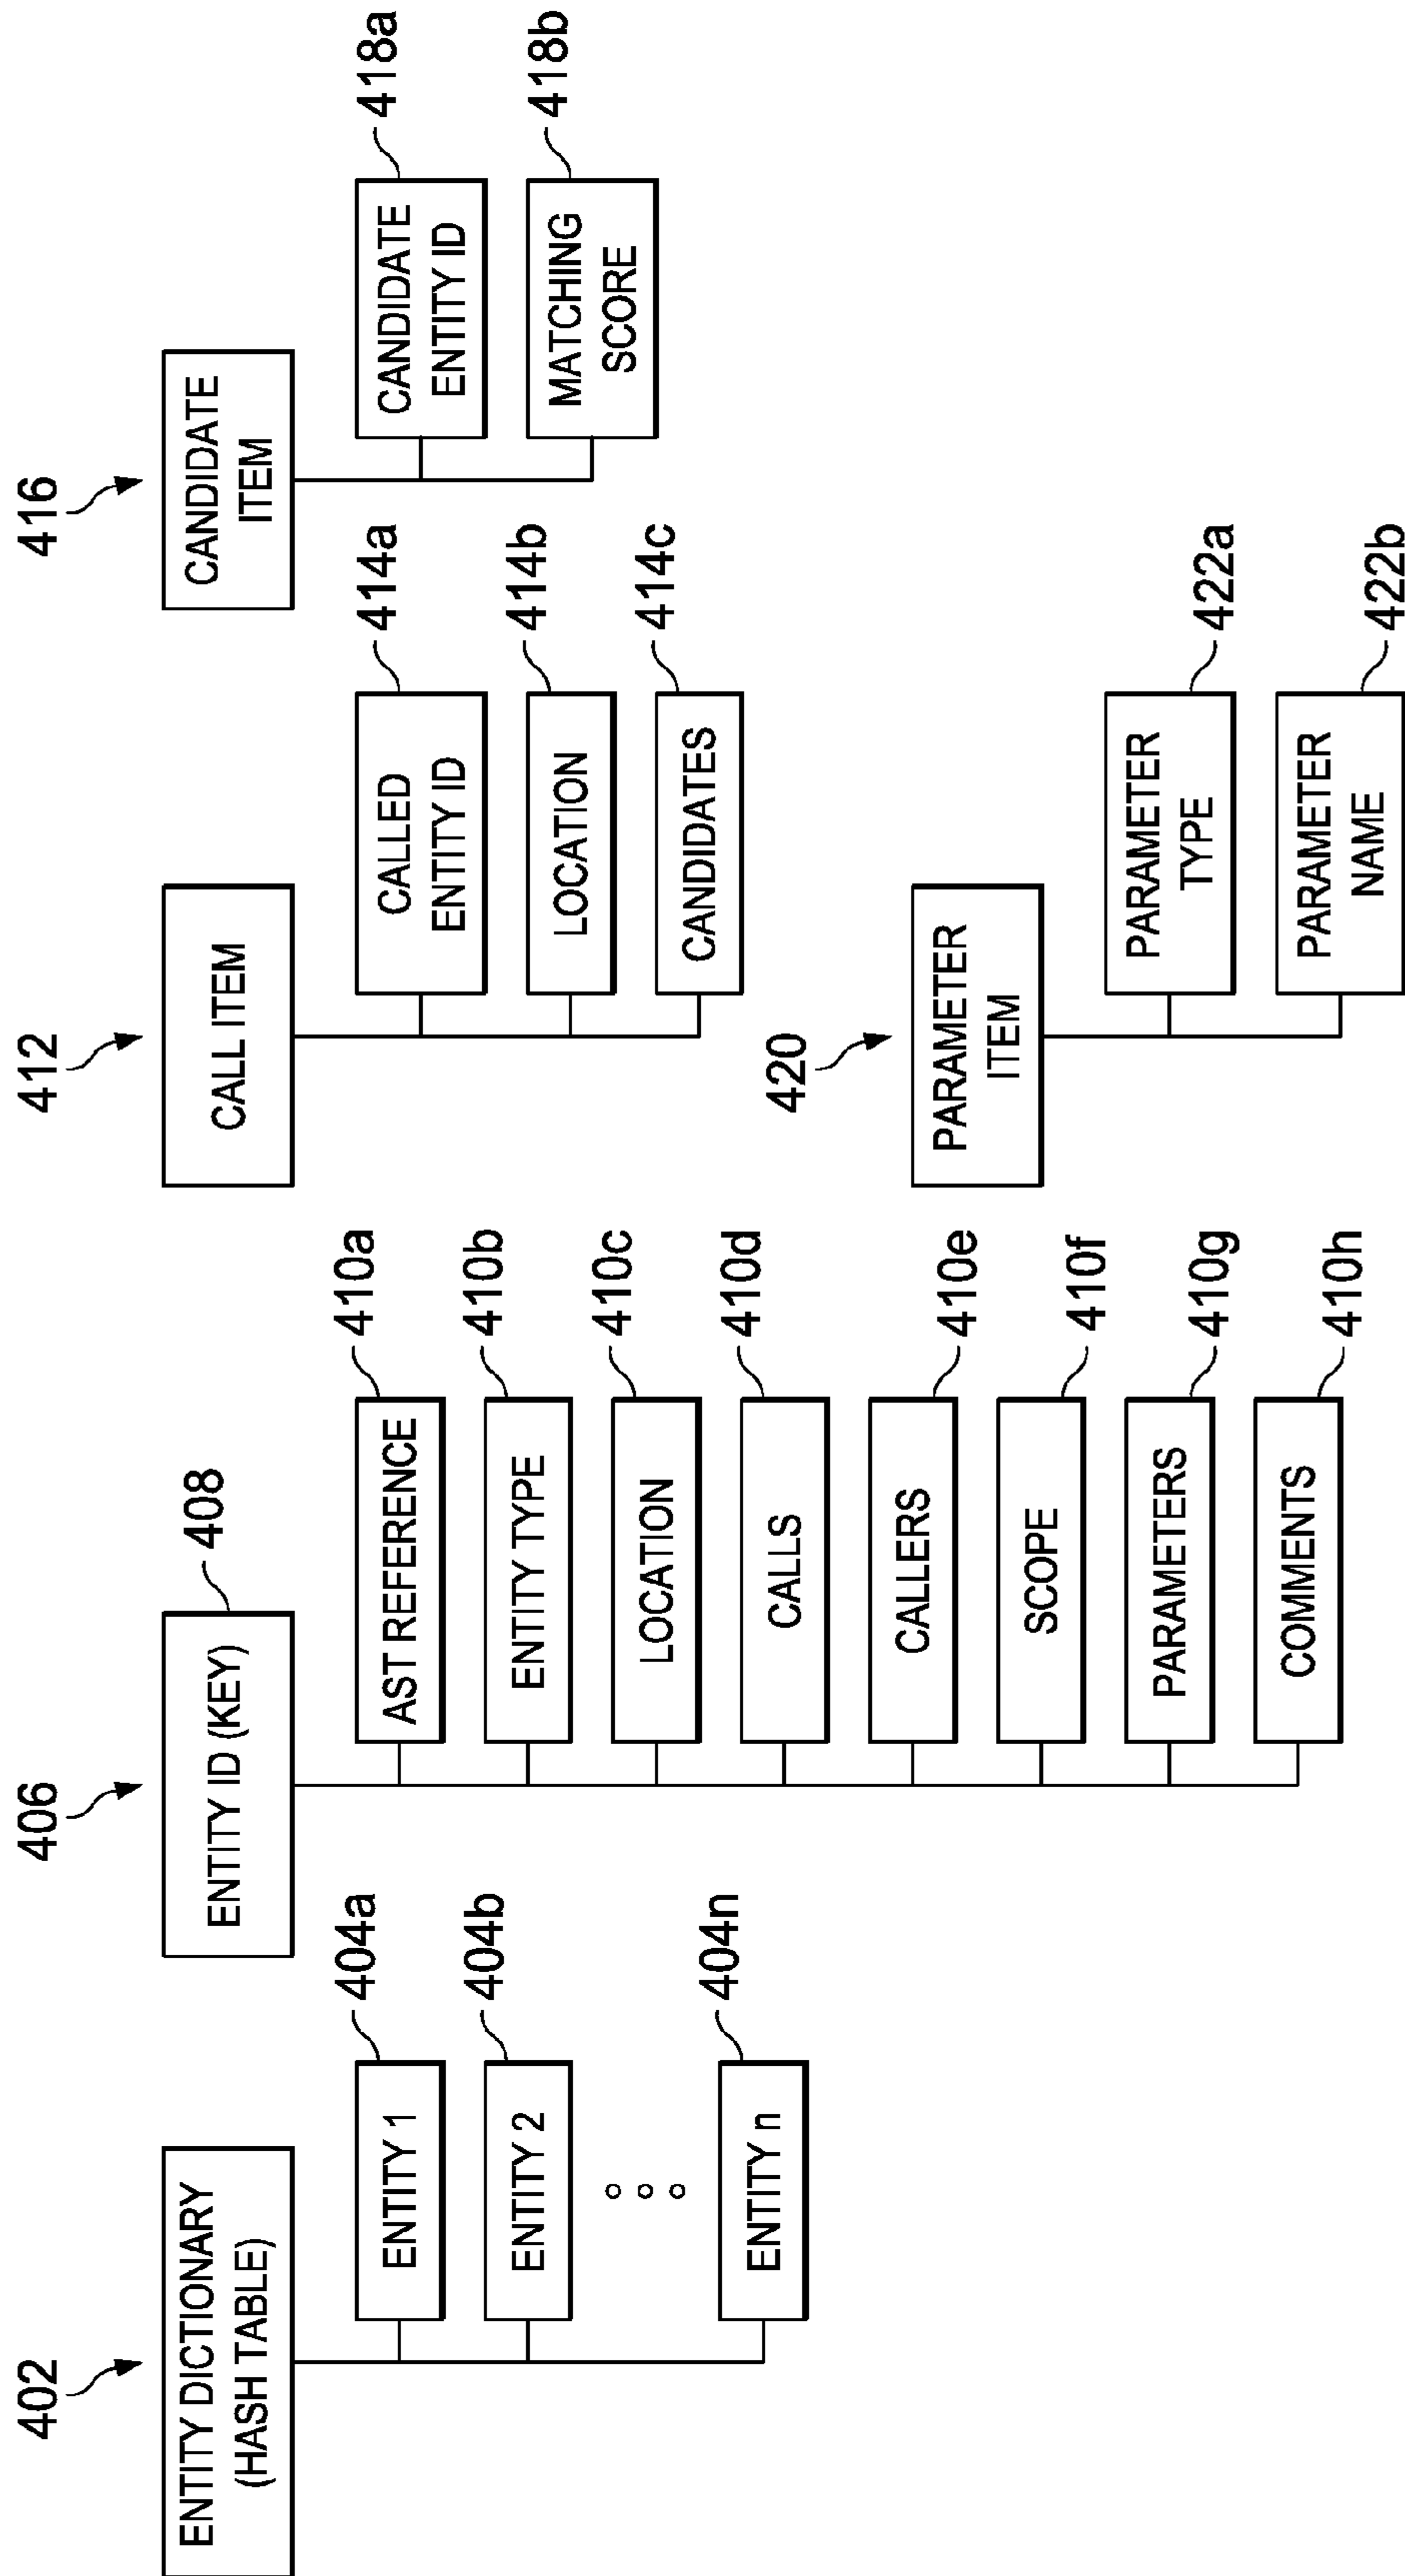 402
ENTITY DICTIONARY
(HASH TABLE)
404a
ENTITY 1
404b
ENTITY 2
404n
ENTITY n
406
408
ENTITY ID (KEY)
410a
AST REFERENCE
410b
ENTITY TYPE
410c
LOCATION
410d
CALLS
410e
CALLERS
410f
SCOPE
410g
PARAMETERS
410h
COMMENTS
412
CALL ITEM
414a
CALLED
ENTITY ID
414b
LOCATION
414c
CANDIDATES
416
CANDIDATE
ITEM
418a
CANDIDATE
ENTITY ID
418b
MATCHING
SCORE
420
PARAMETER
ITEM
422a
PARAMETER
TYPE
422b
PARAMETER
NAME